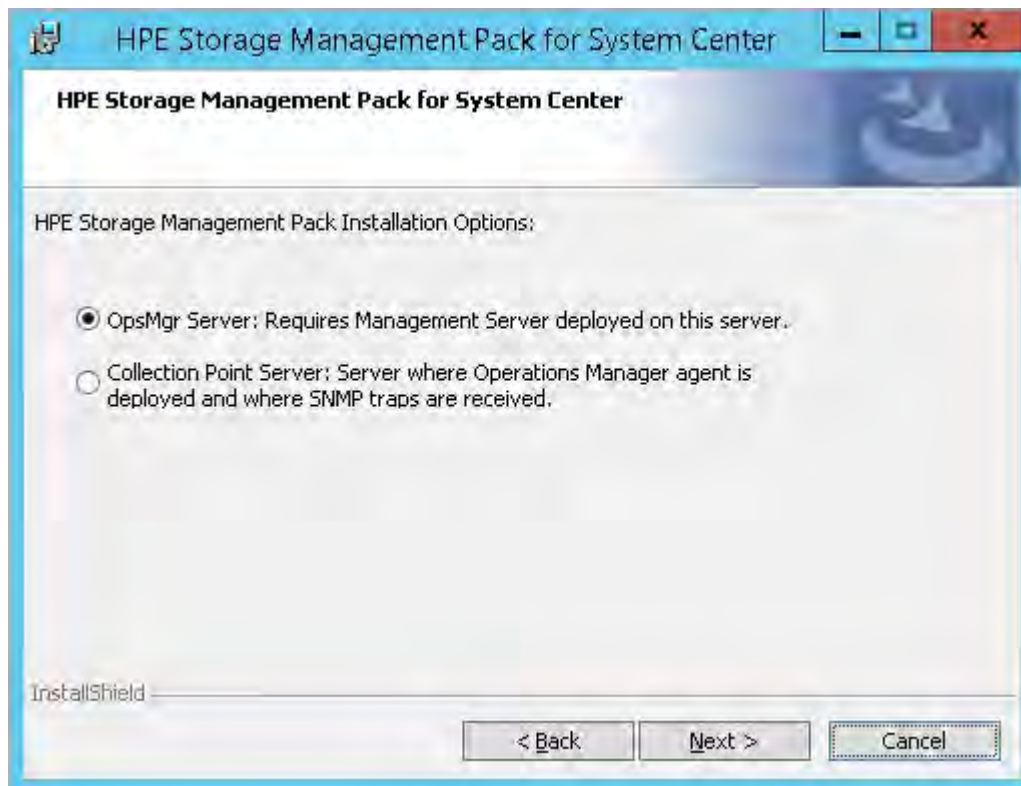 HPE Storage Management Pack for System Center
HPE Storage Management Pack for System Center
HPE Storage Management Pack Installation Options:
OpsMgr Server: Requires Management Server deployed on this server.
Collection Point Server: Server where Operations Manager agent is
deployed and where SNMP traps are received.
InstallShield
< Back
Next >
Cancel